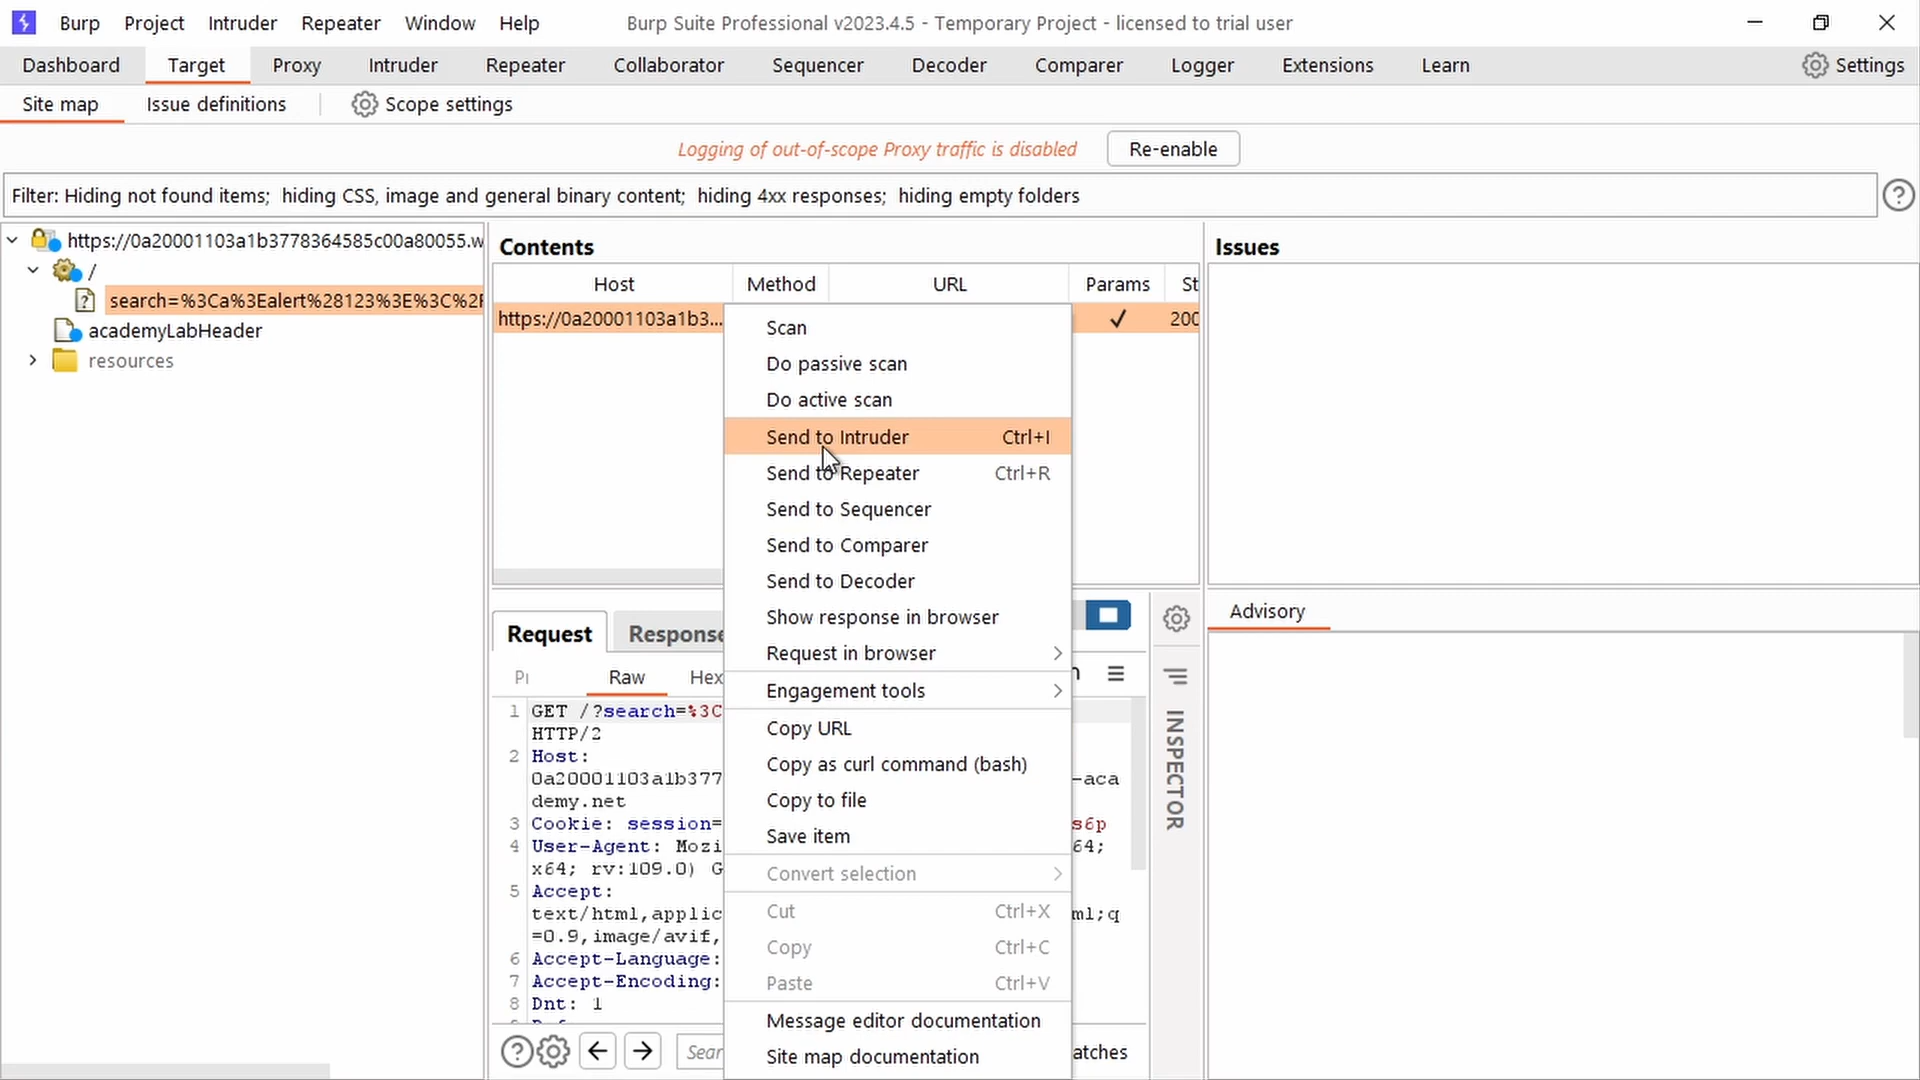 Burp Project Intruder Repeater Window Help Burp Suite Professional v2023.4.5 - Temporary Project - licensed to trial user
Dashboard Target Proxy Intruder Repeater Collaborator Sequencer Decoder Comparer Logger Extensions Learn Settings
Site map Issue definitions Scope settings
Logging of out-of-scope Proxy traffic is disabled Re-enable
Filter: Hiding not found items; hiding CSS, image and general binary content; hiding 4xx responses; hiding empty folders ?
https://0a20001103a1b3778364585c00a80055.w
/
search=%3Ca%3Ealert%28123%3E%3C%2F
academyLabHeader
resources
Contents
Host Method URL Params St
https://0a20001103a1b3... ✓ 200
Scan
Do passive scan
Do active scan
Send to Intruder Ctrl+I
Send to Repeater Ctrl+R
Send to Sequencer
Send to Comparer
Send to Decoder
Show response in browser
Request in browser
Engagement tools
Copy URL
Copy as curl command (bash)
Copy to file
Save item
Convert selection
Cut Ctrl+X
Copy Ctrl+C
Paste Ctrl+V
Message editor documentation
Site map documentation
Request Response
Raw Hex
1 GET /?search=%3C
HTTP/2
2 Host:
0a20001103a1b377 -aca
demy.net
3 Cookie: session= s6p
4 User-Agent: Mozi 64;
x64; rv:109.0) G
5 Accept:
text/html,applic ml;q
=0.9,image/avif,
6 Accept-Language:
7 Accept-Encoding:
8 Dnt: 1
? Sear atches
INSPECTOR
Issues
Advisory